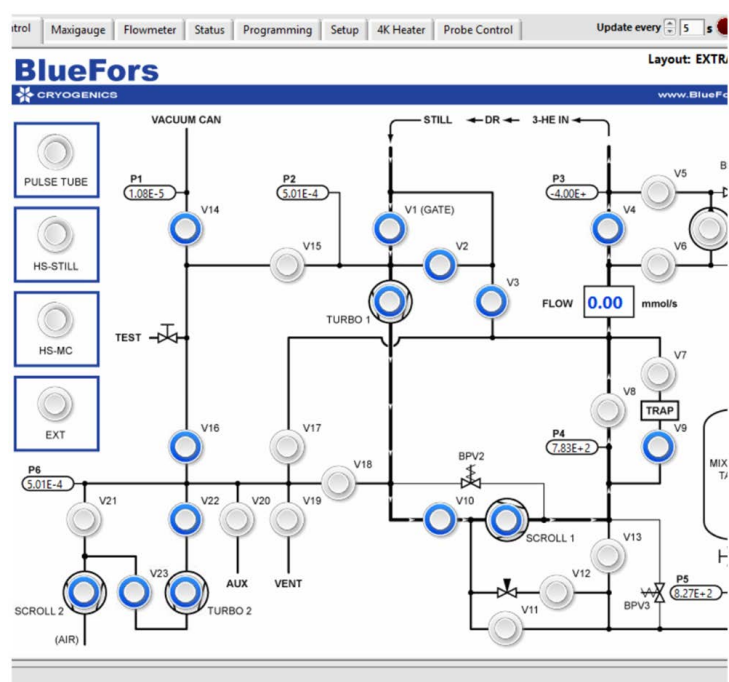 trol Maxigauge Flowmeter Status Programming Setup 4K Heater Probe Control Update every 5 s
BlueFors
Layout: EXTRA
CRYOGENICS
www.BlueFo
VACUUM CAN
STILL DR 3-HE IN
PULSE TUBE
P1
1.08E-5
P2
5.01E-4
P3
-4.00E+
V5
B
V14
V1 (GATE)
V4
V15
V2
V6
HS-STILL
V3
FLOW 0.00 mmol/s
TURBO 1
TEST
HS-MC
V7
V8
TRAP
EXT
V16
V17
P4
7.83E+2
V9
BPV2
MIX
TA
P6
5.01E-4
V18
V21
V22
V20
V19
V10
SCROLL 1
V13
V23
AUX
VENT
V12
P5
8.27E+2
SCROLL 2
TURBO 2
V11
BPV3
(AIR)